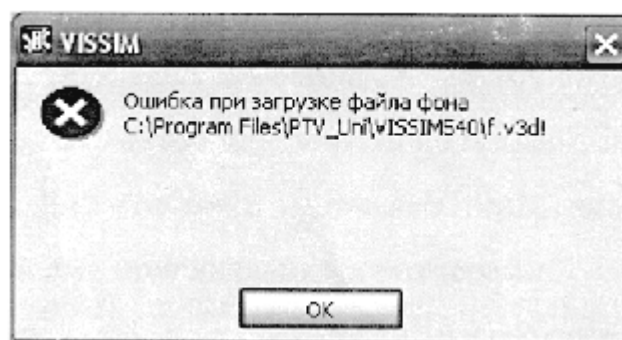 VISSIM
Ошибка при загрузке файла фона
C:\Program Files\PTV_Uni\VISSIM540\f.v3d!
OK